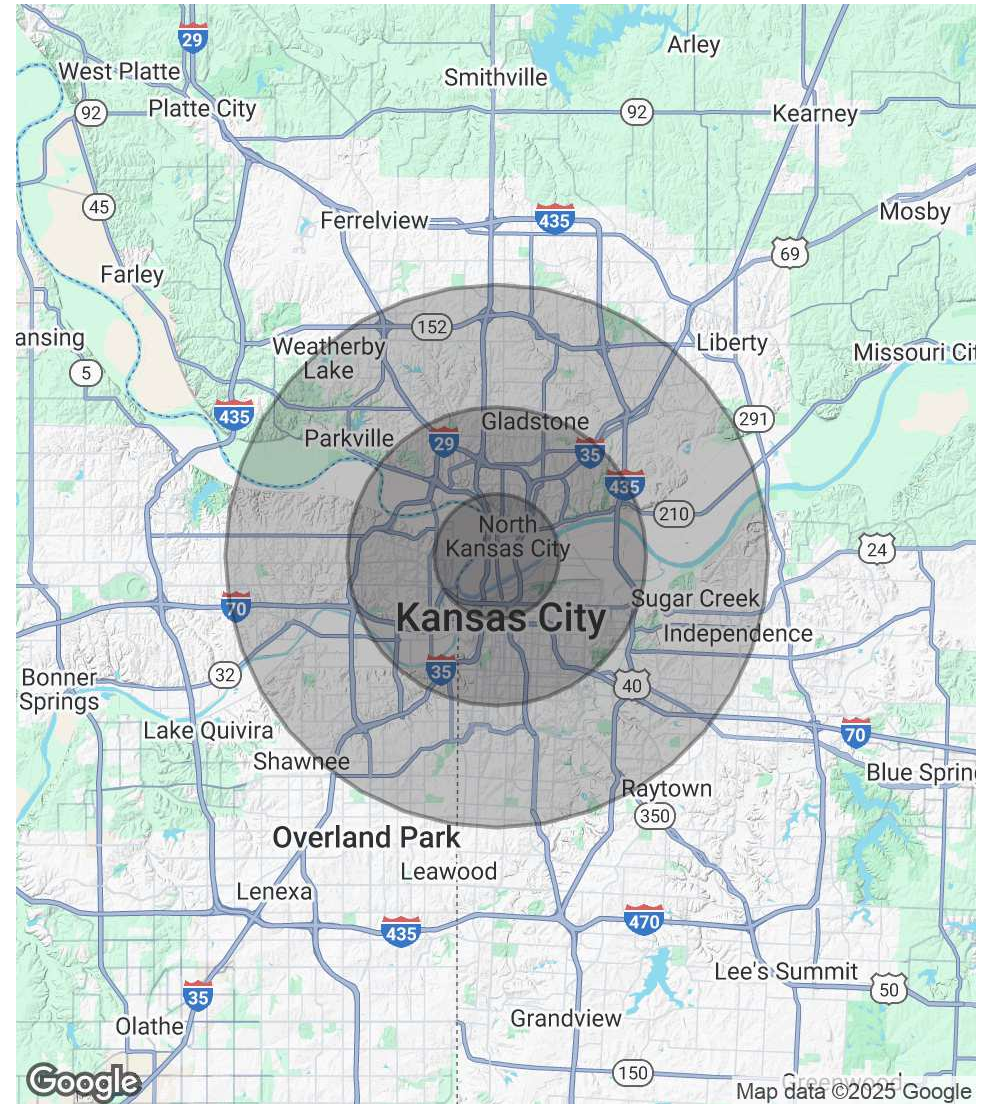 29
Arley
West Platte
Smithville
Platte City
92
92
Kearney
45
Mosby
Ferrelview
435
69
Farley
152
ansing
Weatherby
Lake
Liberty
Missouri Cit
5
435
291
Gladstone
Parkville
29
35
435
210
North
Kansas City
24
Sugar Creek
70
Kansas City
Independence
35
32
40
Bonner
Springs
Lake Quivira
70
Shawnee
Blue Sprin
Raytown
350
Overland Park
Leawood
Lenexa
435
470
Lee's Summit
50
35
Olathe
Grandview
150
Greenwood
Google
Map data ©2025 Google